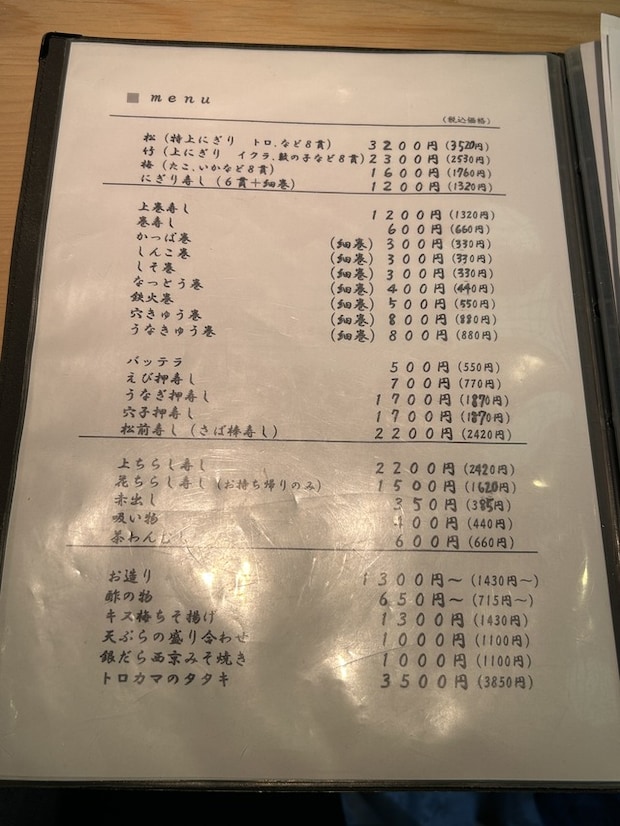 menu
(税込価格)
松（特上にぎり　トロ、など８貫） 3200円(3520円)
竹（上にぎり　イクラ、数の子など８貫） 2300円(2530円)
梅（たこ、いかなど８貫） 1600円(1760円)
にぎり寿し（６貫＋細巻） 1200円(1320円)
上巻寿し 1200円(1320円)
巻寿し 600円(660円)
かっぱ巻 (細巻) 300円(330円)
しんこ巻 (細巻) 300円(330円)
しそ巻 (細巻) 300円(330円)
なっとう巻 (細巻) 400円(440円)
鉄火巻 (細巻) 500円(550円)
穴きゅう巻 (細巻) 800円(880円)
うなきゅう巻 (細巻) 800円(880円)
バッテラ 500円(550円)
えび押寿し 700円(770円)
うなぎ押寿し 1700円(1870円)
穴子押寿し 1700円(1870円)
松前寿し（さば棒寿し） 2200円(2420円)
上ちらし寿し 2200円(2420円)
花ちらし寿し（お持ち帰りのみ） 1500円(1620円)
赤出し 350円(385円)
吸い物 400円(440円)
茶わんむし 600円(660円)
お造り 1300円～(1430円～)
酢の物 650円～(715円～)
キス梅ちそ揚げ 1300円(1430円)
天ぷらの盛り合わせ 1000円(1100円)
銀だら西京みそ焼き 1000円(1100円)
トロカマのタタキ 3500円(3850円)